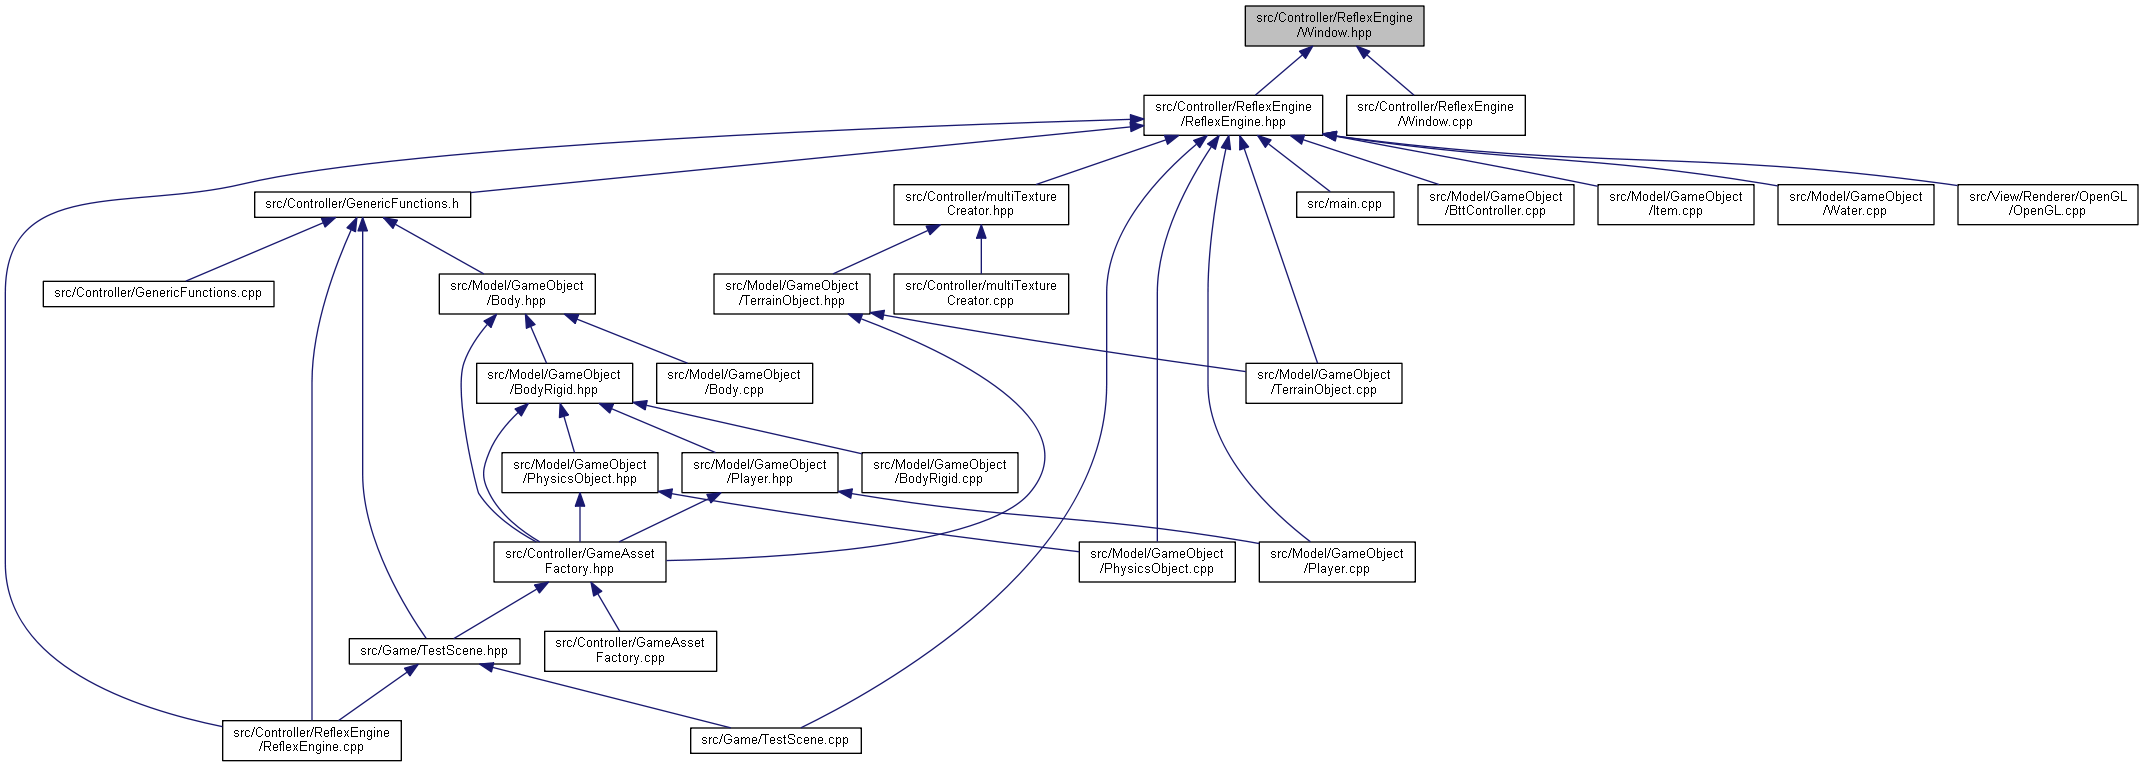 src/Controller/ReflexEngine
/Window.hpp
src/Controller/ReflexEngine
/ReflexEngine.hpp
src/Controller/ReflexEngine
/Window.cpp
src/Controller/GenericFunctions.h
src/Controller/multiTexture
Creator.hpp
src/main.cpp
src/Model/GameObject
/BttController.cpp
src/Model/GameObject
/Item.cpp
src/Model/GameObject
/Water.cpp
src/View/Renderer/OpenGL
/OpenGL.cpp
src/Controller/GenericFunctions.cpp
src/Model/GameObject
/Body.hpp
src/Model/GameObject
/TerrainObject.hpp
src/Controller/multiTexture
Creator.cpp
src/Model/GameObject
/BodyRigid.hpp
src/Model/GameObject
/Body.cpp
src/Model/GameObject
/TerrainObject.cpp
src/Model/GameObject
/PhysicsObject.hpp
src/Model/GameObject
/Player.hpp
src/Model/GameObject
/BodyRigid.cpp
src/Controller/GameAsset
Factory.hpp
src/Model/GameObject
/PhysicsObject.cpp
src/Model/GameObject
/Player.cpp
src/Game/TestScene.hpp
src/Controller/GameAsset
Factory.cpp
src/Controller/ReflexEngine
/ReflexEngine.cpp
src/Game/TestScene.cpp